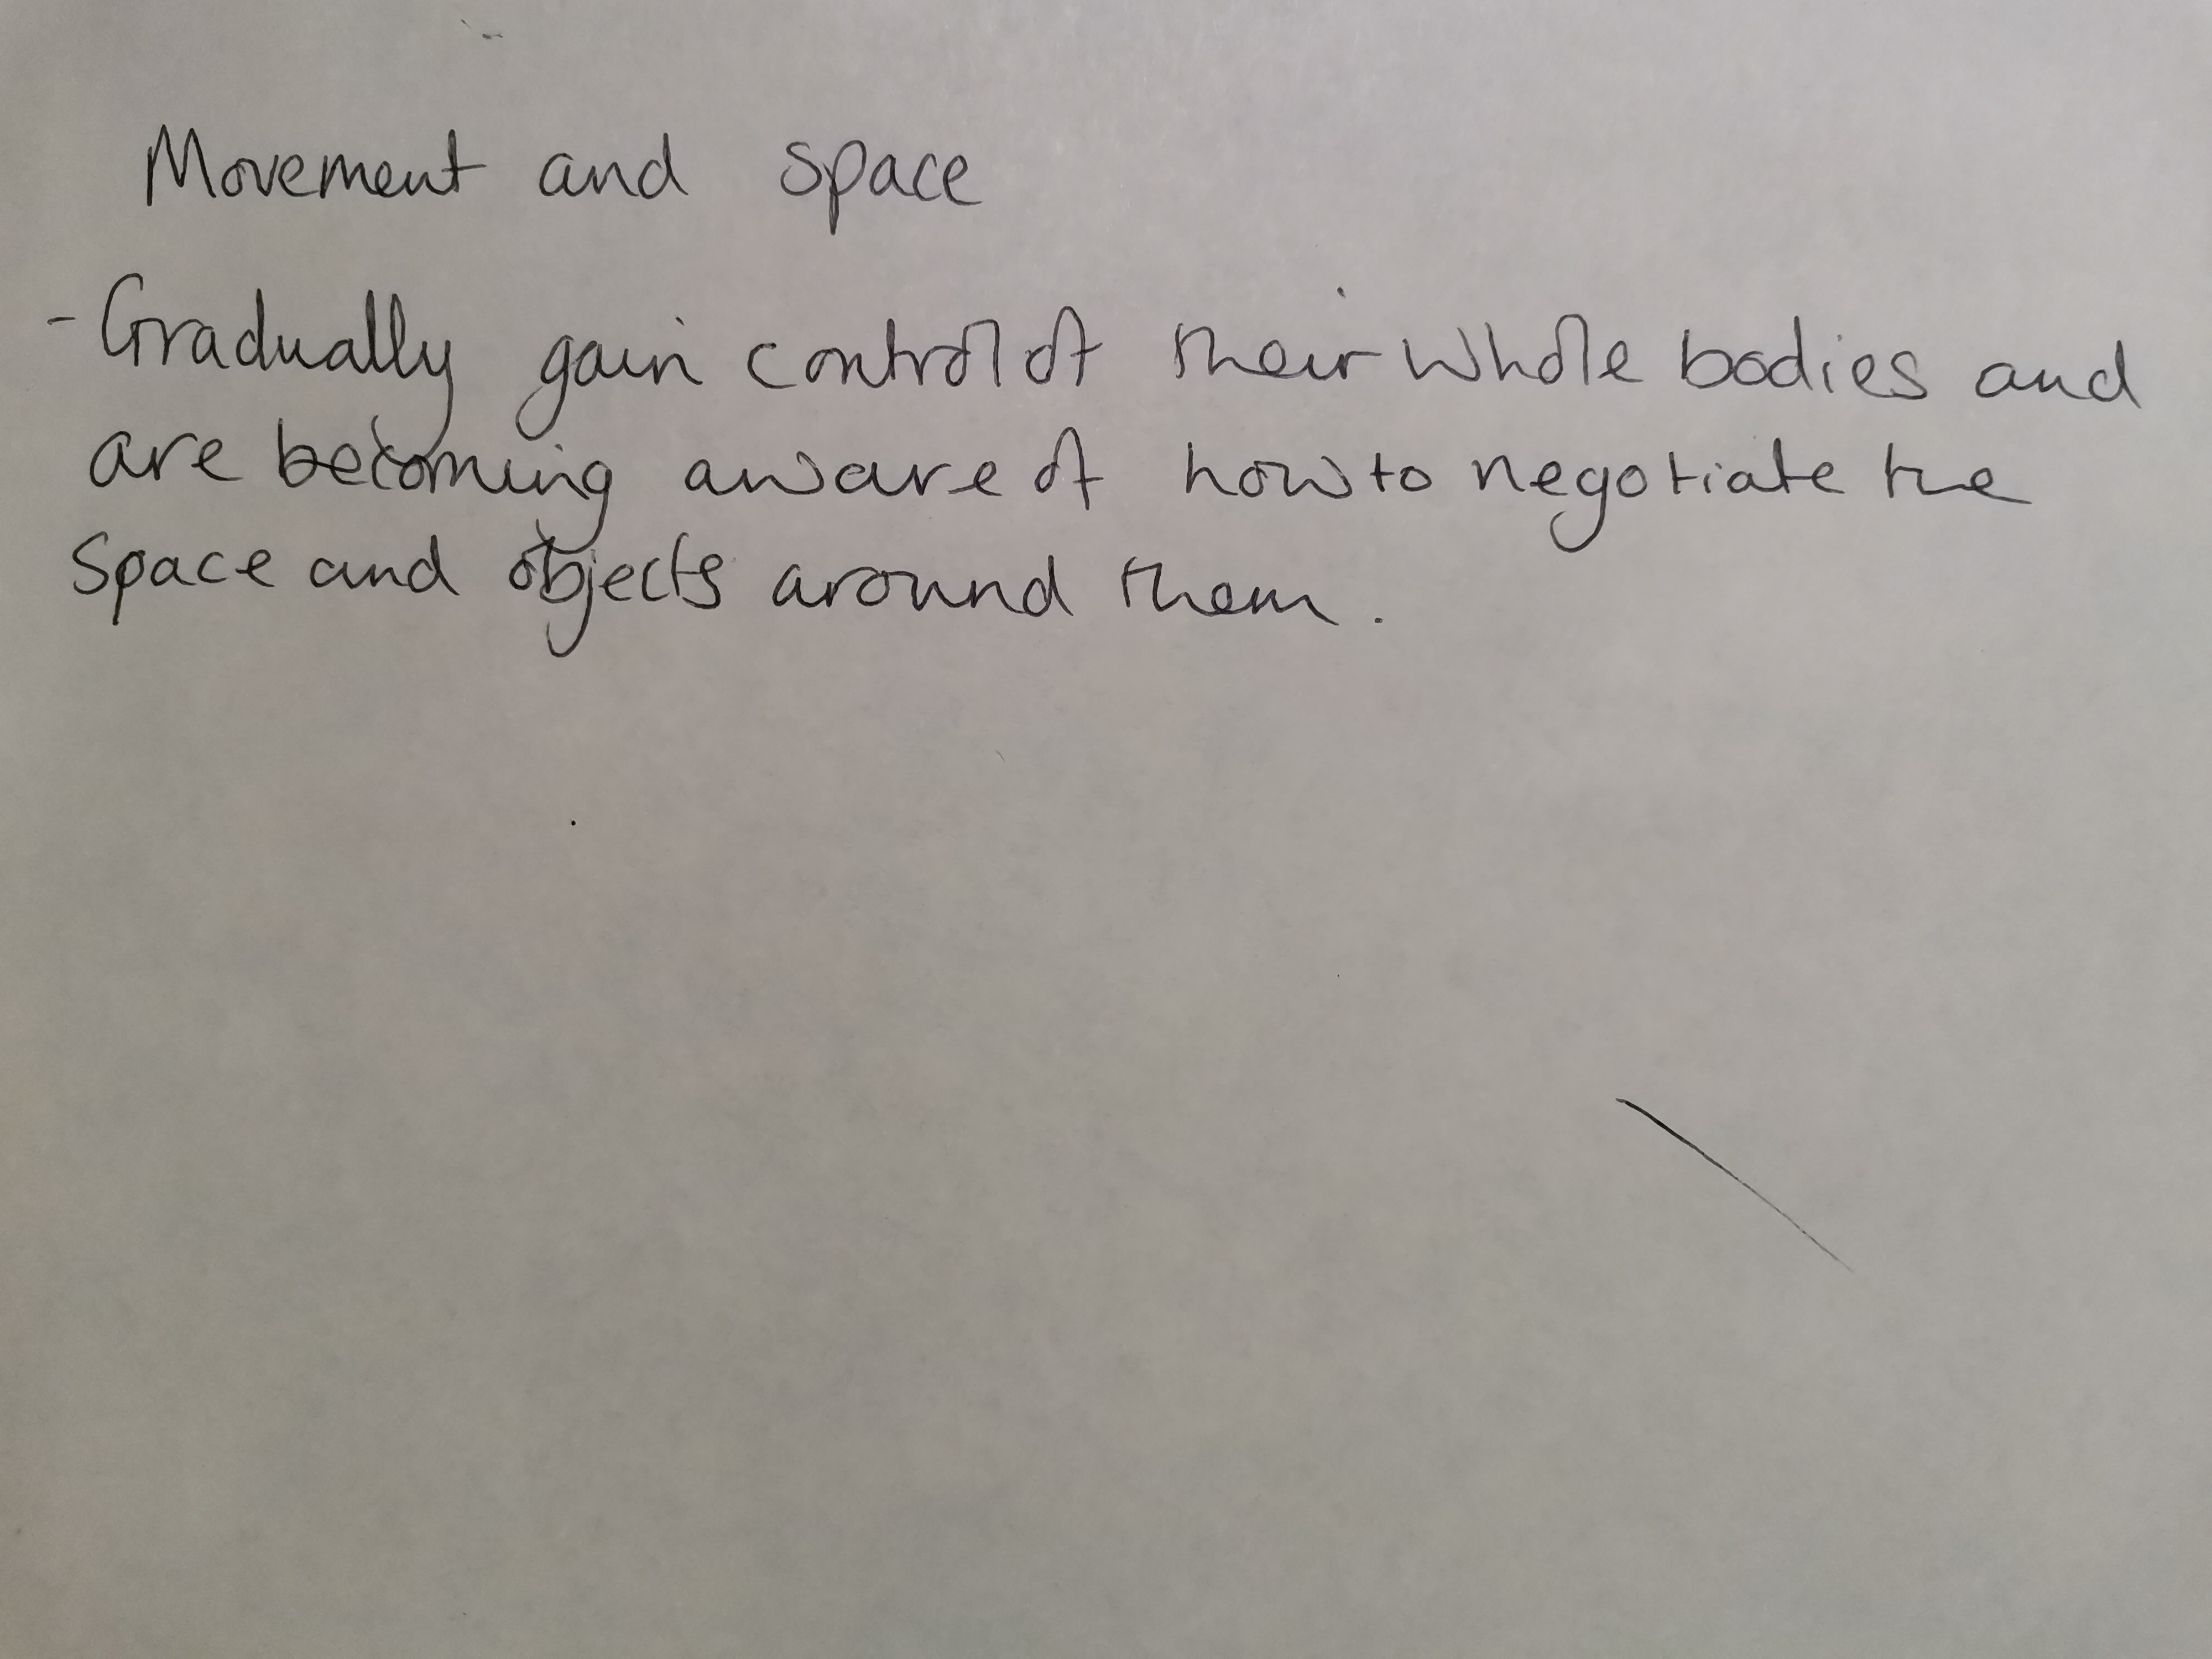 Movement and space
- Gradually gain control of their whole bodies and
are becoming aware of how to negotiate the
Space and objects around them.